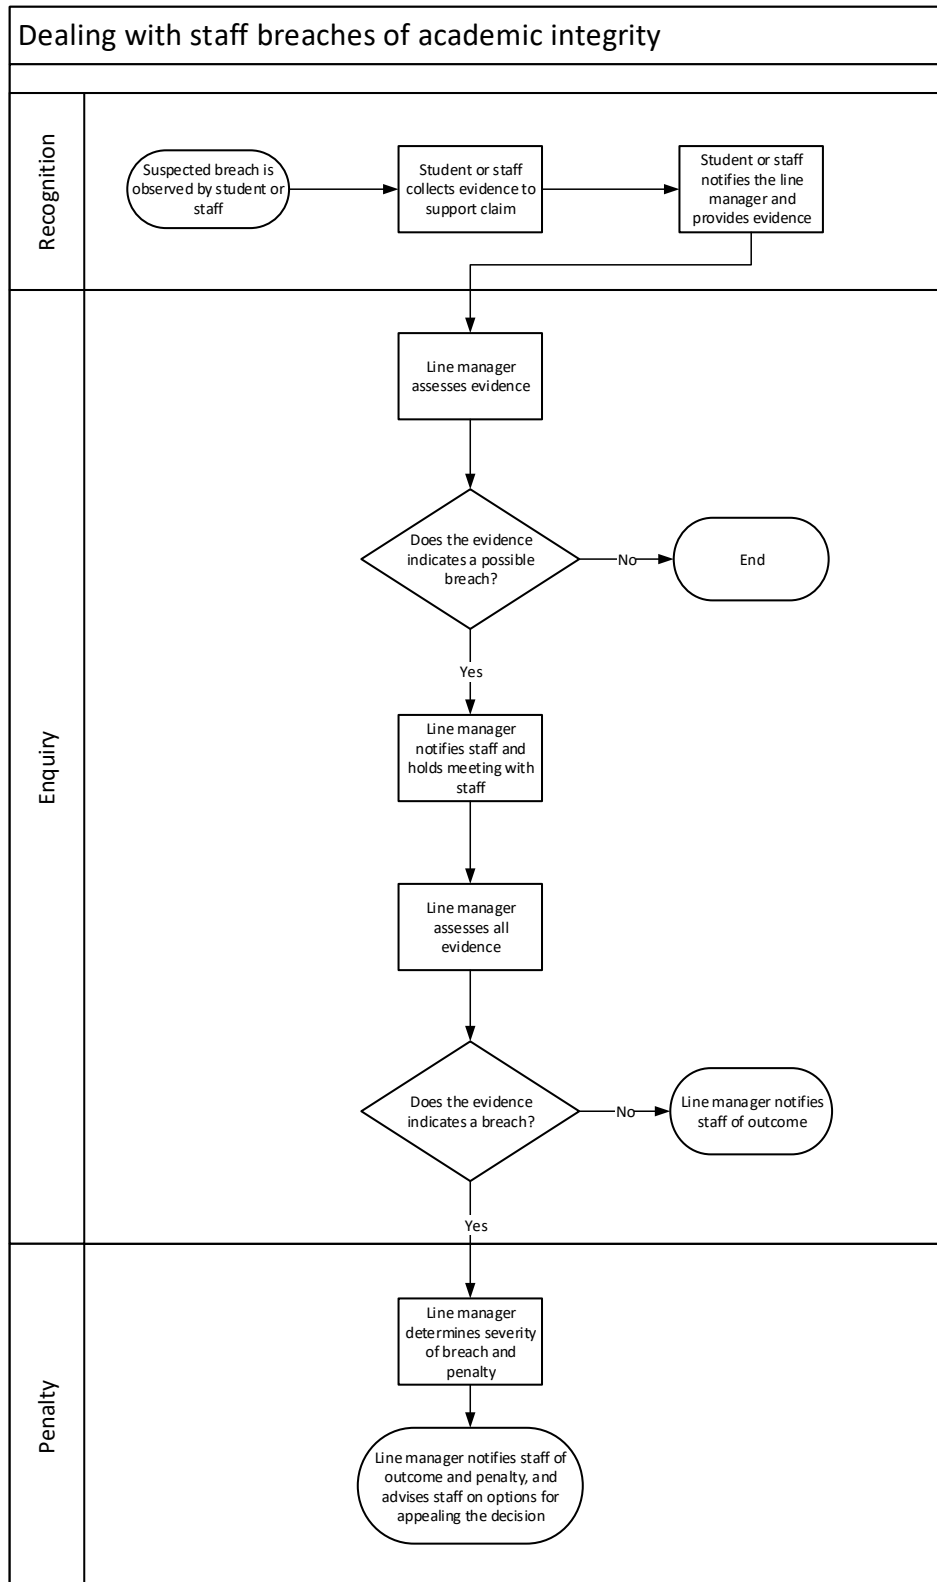 Dealing with staff breaches of academic integrity
Recognition
Suspected breach is
observed by student or
staff
Student or staff
collects evidence to
support claim
Student or staff
notifies the line
manager and
provides evidence
Enquiry
Line manager
assesses evidence
Does the evidence
indicates a possible
breach?
No
End
Yes
Line manager
notifies staff and
holds meeting with
staff
Line manager
assesses all
evidence
Does the evidence
indicates a breach?
No
Line manager notifies
staff of outcome
Yes
Penalty
Line manager
determines severity
of breach and
penalty
Line manager notifies staff of
outcome and penalty, and
advises staff on options for
appealing the decision